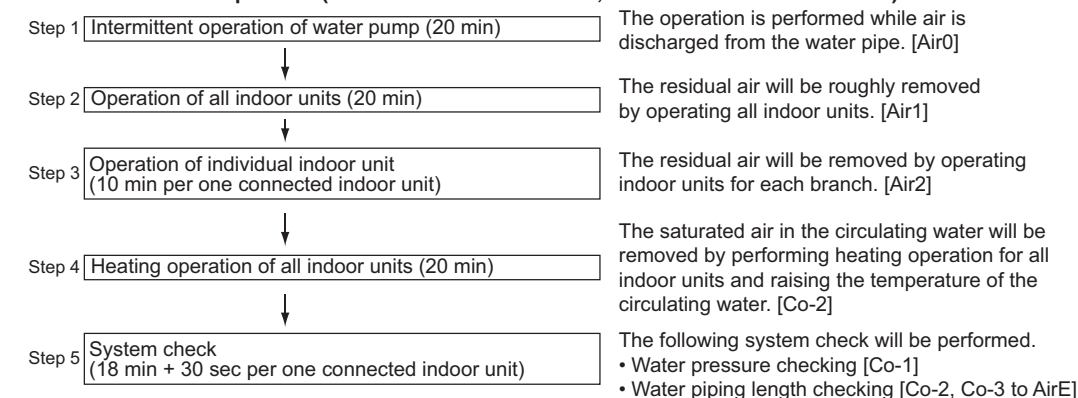 Step 1 Intermittent operation of water pump (20 min)
The operation is performed while air is
discharged from the water pipe. [Air0]
Step 2 Operation of all indoor units (20 min)
The residual air will be roughly removed
by operating all indoor units. [Air1]
Step 3 Operation of individual indoor unit
(10 min per one connected indoor unit)
The residual air will be removed by operating
indoor units for each branch. [Air2]
Step 4 Heating operation of all indoor units (20 min)
The saturated air in the circulating water will be
removed by performing heating operation for all
indoor units and raising the temperature of the
circulating water. [Co-2]
Step 5 System check
(18 min + 30 sec per one connected indoor unit)
The following system check will be performed.
• Water pressure checking [Co-1]
• Water piping length checking [Co-2, Co-3 to AirE]